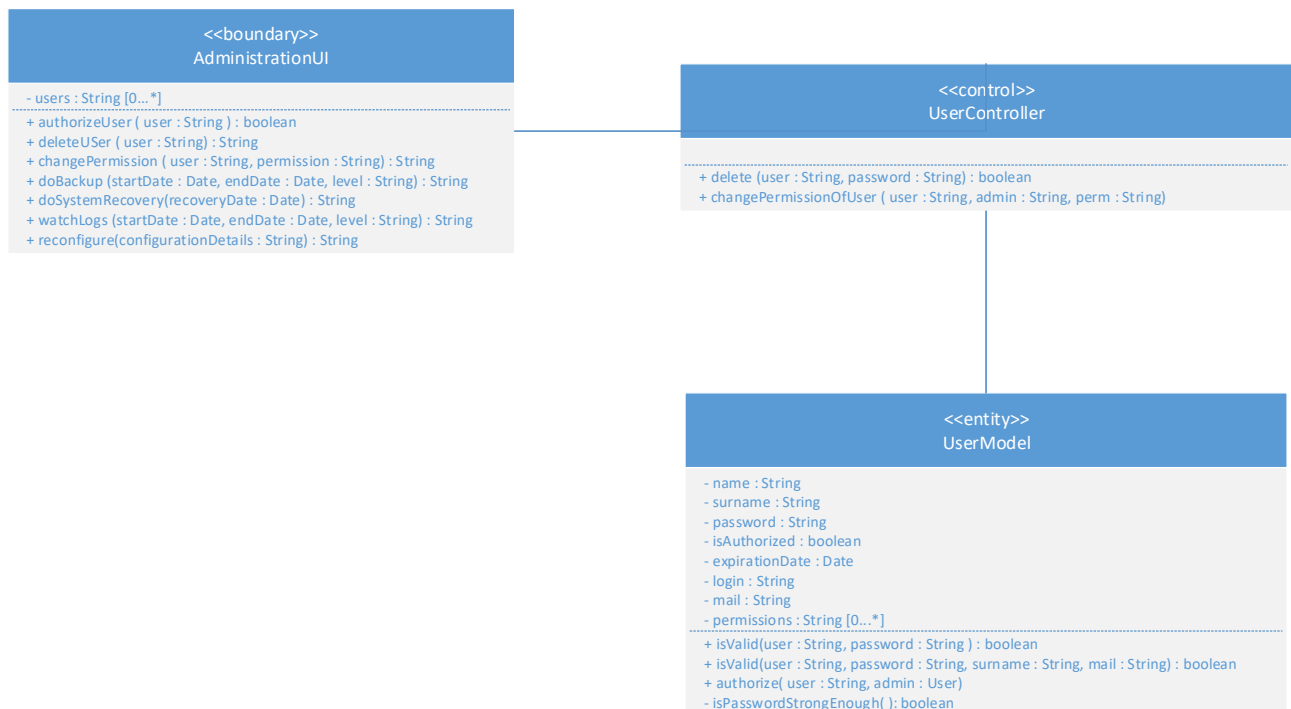 <<boundary>>
AdministrationUI
- users : String [0...*]
+ authorizeUser ( user : String ) : boolean
+ deleteUSer ( user : String) : String
+ changePermission ( user : String, permission : String) : String
+ doBackup (startDate : Date, endDate : Date, level : String) : String
+ doSystemRecovery(recoveryDate : Date) : String
+ watchLogs (startDate : Date, endDate : Date, level : String) : String
+ reconfigure(configurationDetails : String) : String
<<control>>
UserController
+ delete (user : String, password : String) : boolean
+ changePermissionOfUser ( user : String, admin : String, perm : String)
<<entity>>
UserModel
- name : String
- surname : String
- password : String
- isAuthorized : boolean
- expirationDate : Date
- login : String
- mail : String
- permissions : String [0...*]
+ isValid(user : String, password : String ) : boolean
+ isValid(user : String, password : String, surname : String, mail : String) : boolean
+ authorize( user : String, admin : User)
- isPasswordStrongEnough( ): boolean